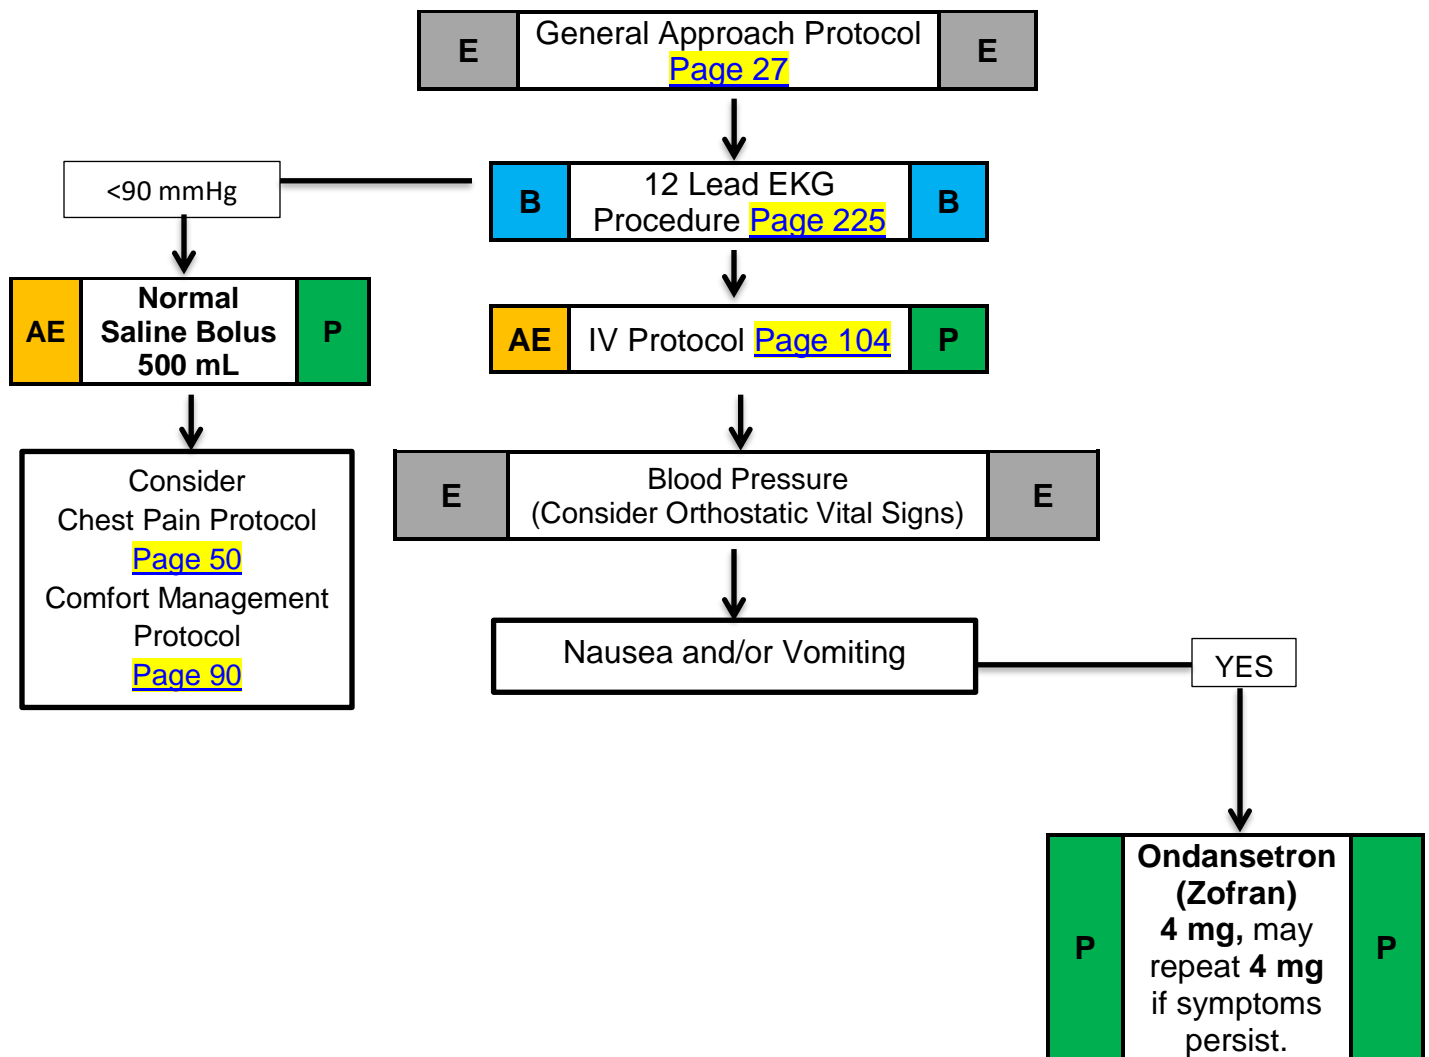 E
General Approach Protocol
Page 27
E
<90 mmHg
B
12 Lead EKG
Procedure Page 225
B
AE
Normal
Saline Bolus
500 mL
P
AE
IV Protocol Page 104
P
Consider
Chest Pain Protocol
Page 50
Comfort Management
Protocol
Page 90
E
Blood Pressure
(Consider Orthostatic Vital Signs)
E
Nausea and/or Vomiting
YES
P
Ondansetron
(Zofran)
4 mg, may
repeat 4 mg
if symptoms
persist.
P